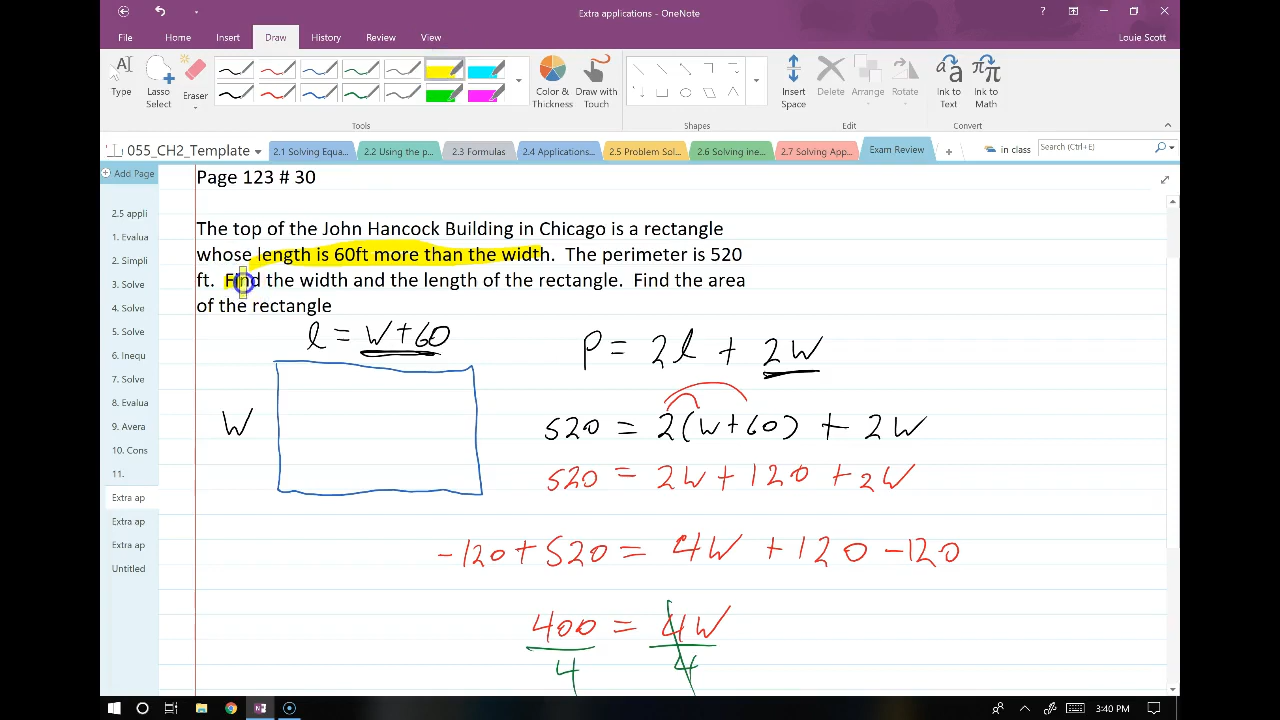 Extra applications - OneNote
?
File Home Insert Draw History Review View
Louie Scott
Type
Lasso Select
Eraser
Color & Thickness
Draw with Touch
Insert Space
Delete
Arrange
Rotate
Ink to Text
Ink to Math
Tools
Shapes
Edit
Convert
055_CH2_Template
2.1 Solving Equa...
2.2 Using the p...
2.3 Formulas
2.4 Applications...
2.5 Problem Sol...
2.6 Solving ine...
2.7 Solving App...
Exam Review
in class
Search (Ctrl+E)
Add Page
2.5 appli
1. Evalua
2. Simpli
3. Solve
4. Solve
5. Solve
6. Inequ
7. Solve
8. Evalua
9. Avera
10. Cons
11.
Extra ap
Extra ap
Extra ap
Untitled
Page 123 # 30
The top of the John Hancock Building in Chicago is a rectangle
whose length is 60ft more than the width. The perimeter is 520
ft. Find the width and the length of the rectangle. Find the area
of the rectangle
l = W+60
W
P = 2l + 2W
520 = 2(W+60) + 2W
520 = 2W + 120 + 2W
-120 + 520 = 4W + 120 - 120
400 = 4W
4 4
3:40 PM